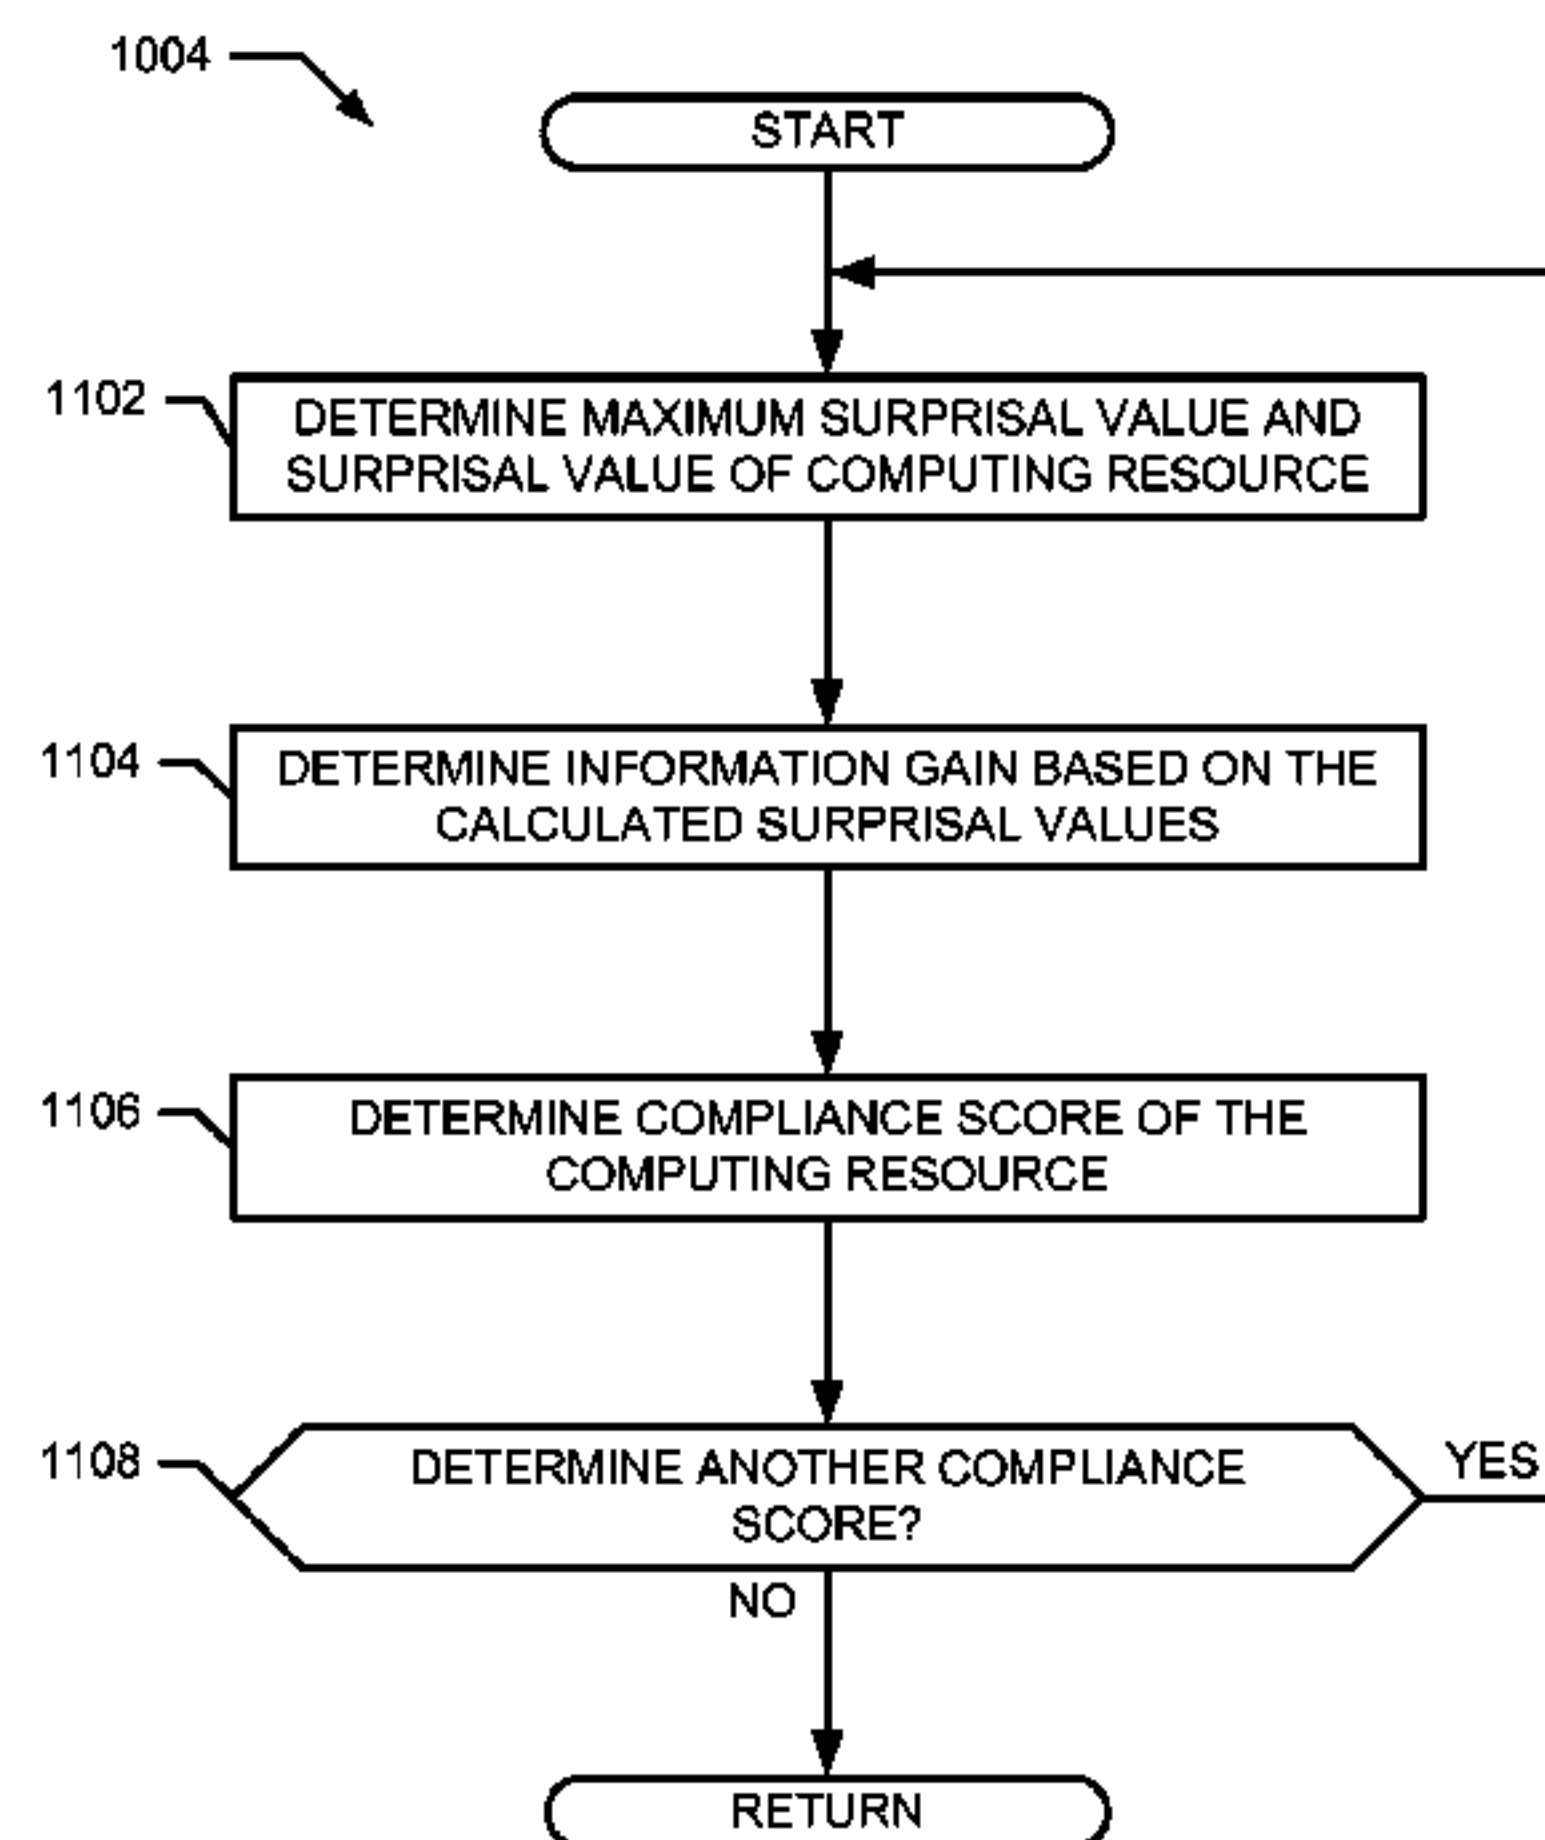 1004
START
1102
DETERMINE MAXIMUM SURPRISAL VALUE AND
SURPRISAL VALUE OF COMPUTING RESOURCE
1104
DETERMINE INFORMATION GAIN BASED ON THE
CALCULATED SURPRISAL VALUES
1106
DETERMINE COMPLIANCE SCORE OF THE
COMPUTING RESOURCE
1108
DETERMINE ANOTHER COMPLIANCE
SCORE?
YES
NO
RETURN